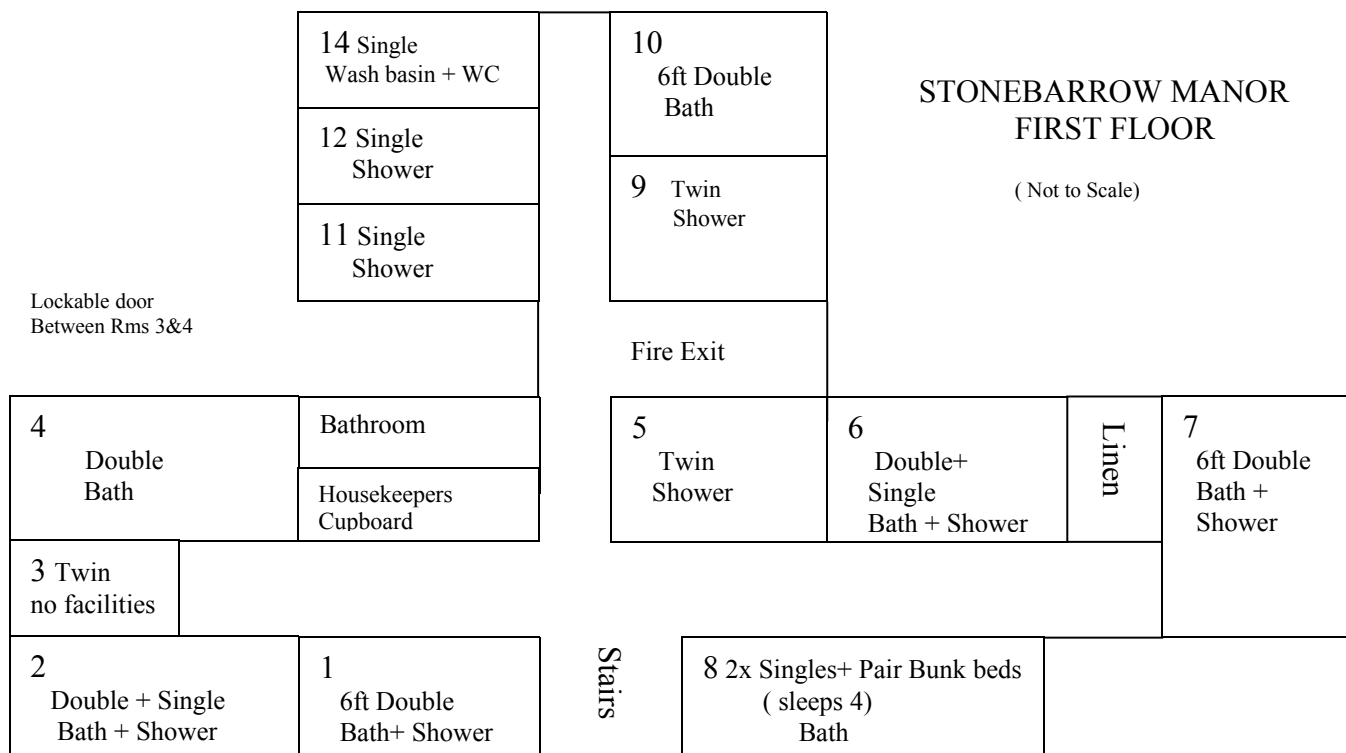 14 Single
Wash basin + WC
10
6ft Double
Bath
STONEBARROW MANOR
FIRST FLOOR
( Not to Scale)
12 Single
Shower
9 Twin
Shower
11 Single
Shower
Lockable door
Between Rms 3&4
Fire Exit
4
Double
Bath
Bathroom
Housekeepers
Cupboard
5
Twin
Shower
6
Double+
Single
Bath + Shower
Linen
7
6ft Double
Bath +
Shower
3 Twin
no facilities
2
Double + Single
Bath + Shower
1
6ft Double
Bath+ Shower
Stairs
8 2x Singles+ Pair Bunk beds
( sleeps 4)
Bath